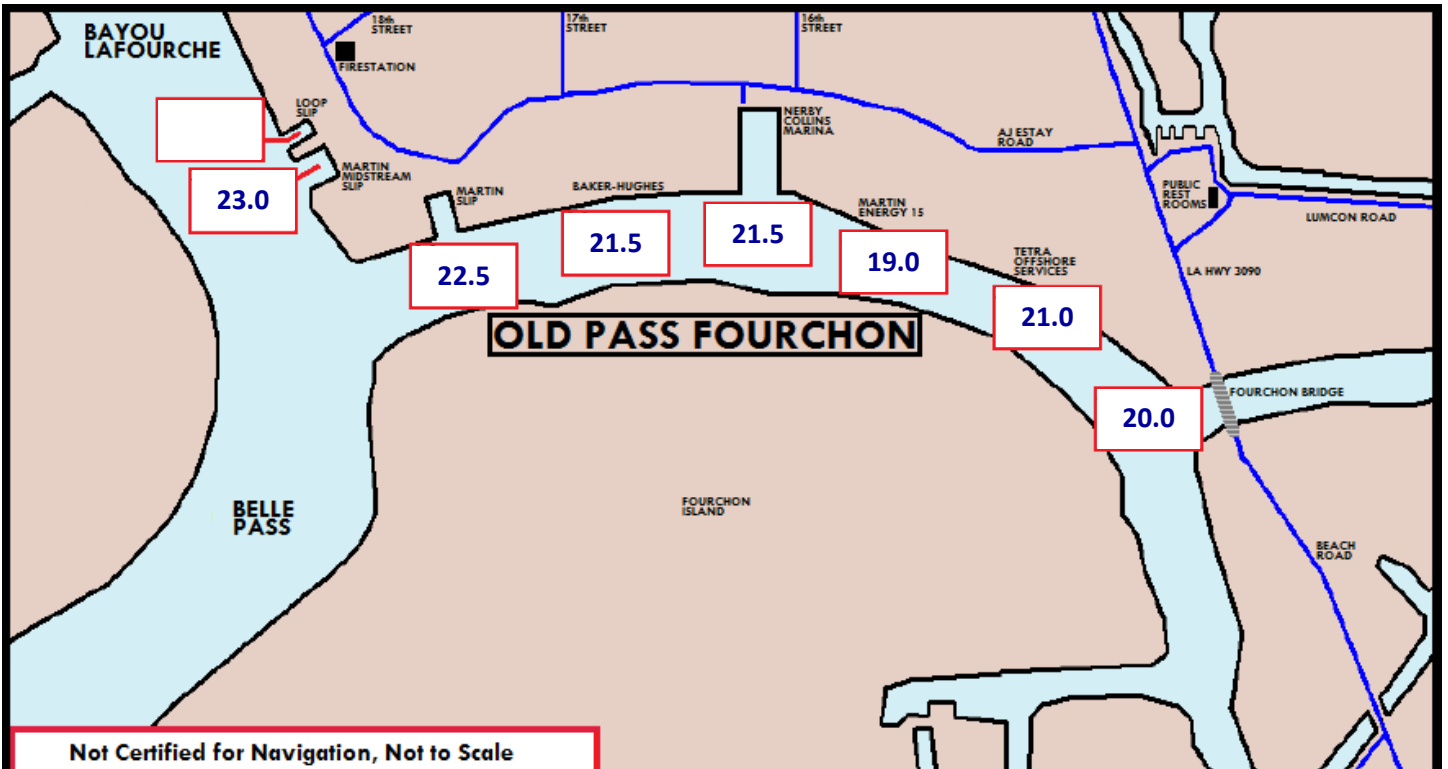 BAYOU
LAFOURCHE
18th
STREET
17th
STREET
16th
STREET
FIRESTATION
LOOP
SLIP
NERBY
COLLINS
MARINA
AJ ESTAY
ROAD
MARTIN
MIDSTREAM
SLIP
23.0
MARTIN
SLIP
BAKER-HUGHES
MARTIN
ENERGY 15
PUBLIC
REST
ROOMS
LUMCON ROAD
22.5
21.5
21.5
19.0
TETRA
OFFSHORE
SERVICES
LA HWY 3090
21.0
OLD PASS FOURCHON
20.0
FOURCHON BRIDGE
BELLE
PASS
FOURCHON
ISLAND
BEACH
ROAD
Not Certified for Navigation, Not to Scale